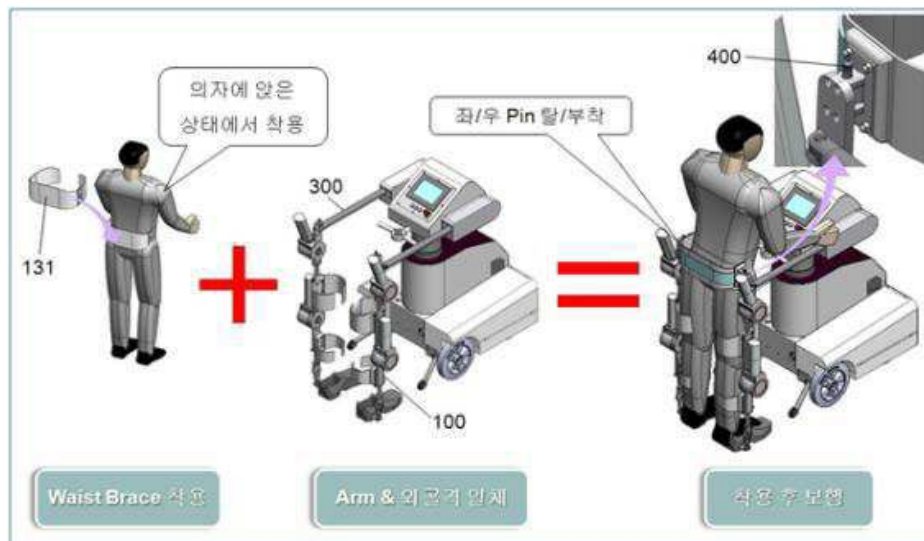 의자에 앉은
상태에서 착용
131
300
100
좌/우 Pin 탈/부착
400
Waist Brace 착용
Arm & 외골격 일체
착용 후 보행